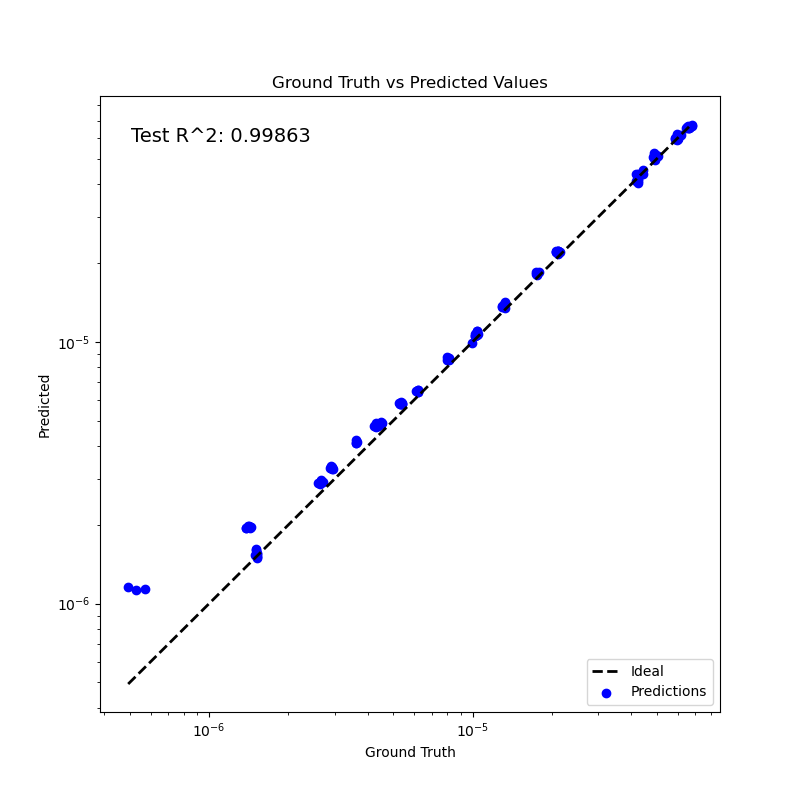 Ground Truth vs Predicted Values
Test R^2: 0.99863
Predicted
10⁻⁵
10⁻⁶
10⁻⁶ 10⁻⁵
Ground Truth
Ideal
Predictions